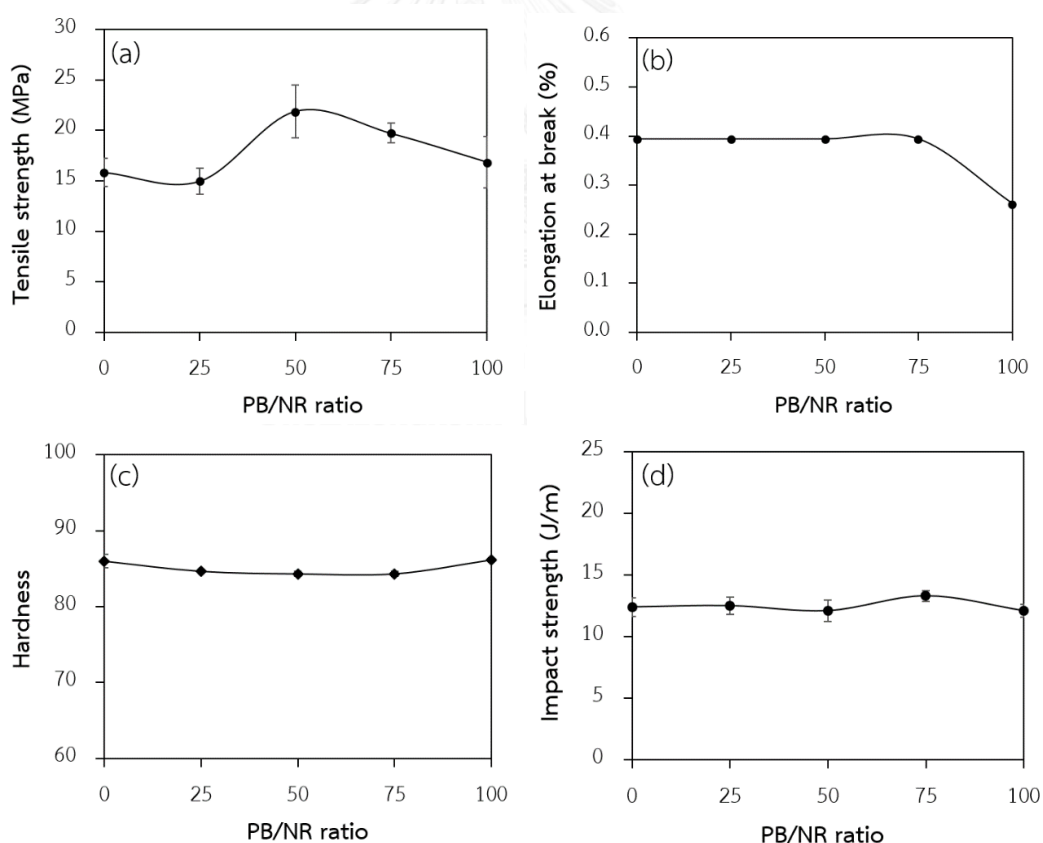 (a)
Tensile strength (MPa)
30
25
20
15
10
5
0
0 25 50 75 100
PB/NR ratio
(b)
Elongation at break (%)
0.6
0.5
0.4
0.3
0.2
0.1
0.0
0 25 50 75 100
PB/NR ratio
(c)
Hardness
100
90
80
70
60
0 25 50 75 100
PB/NR ratio
(d)
Impact strength (J/m)
25
20
15
10
5
0
0 25 50 75 100
PB/NR ratio